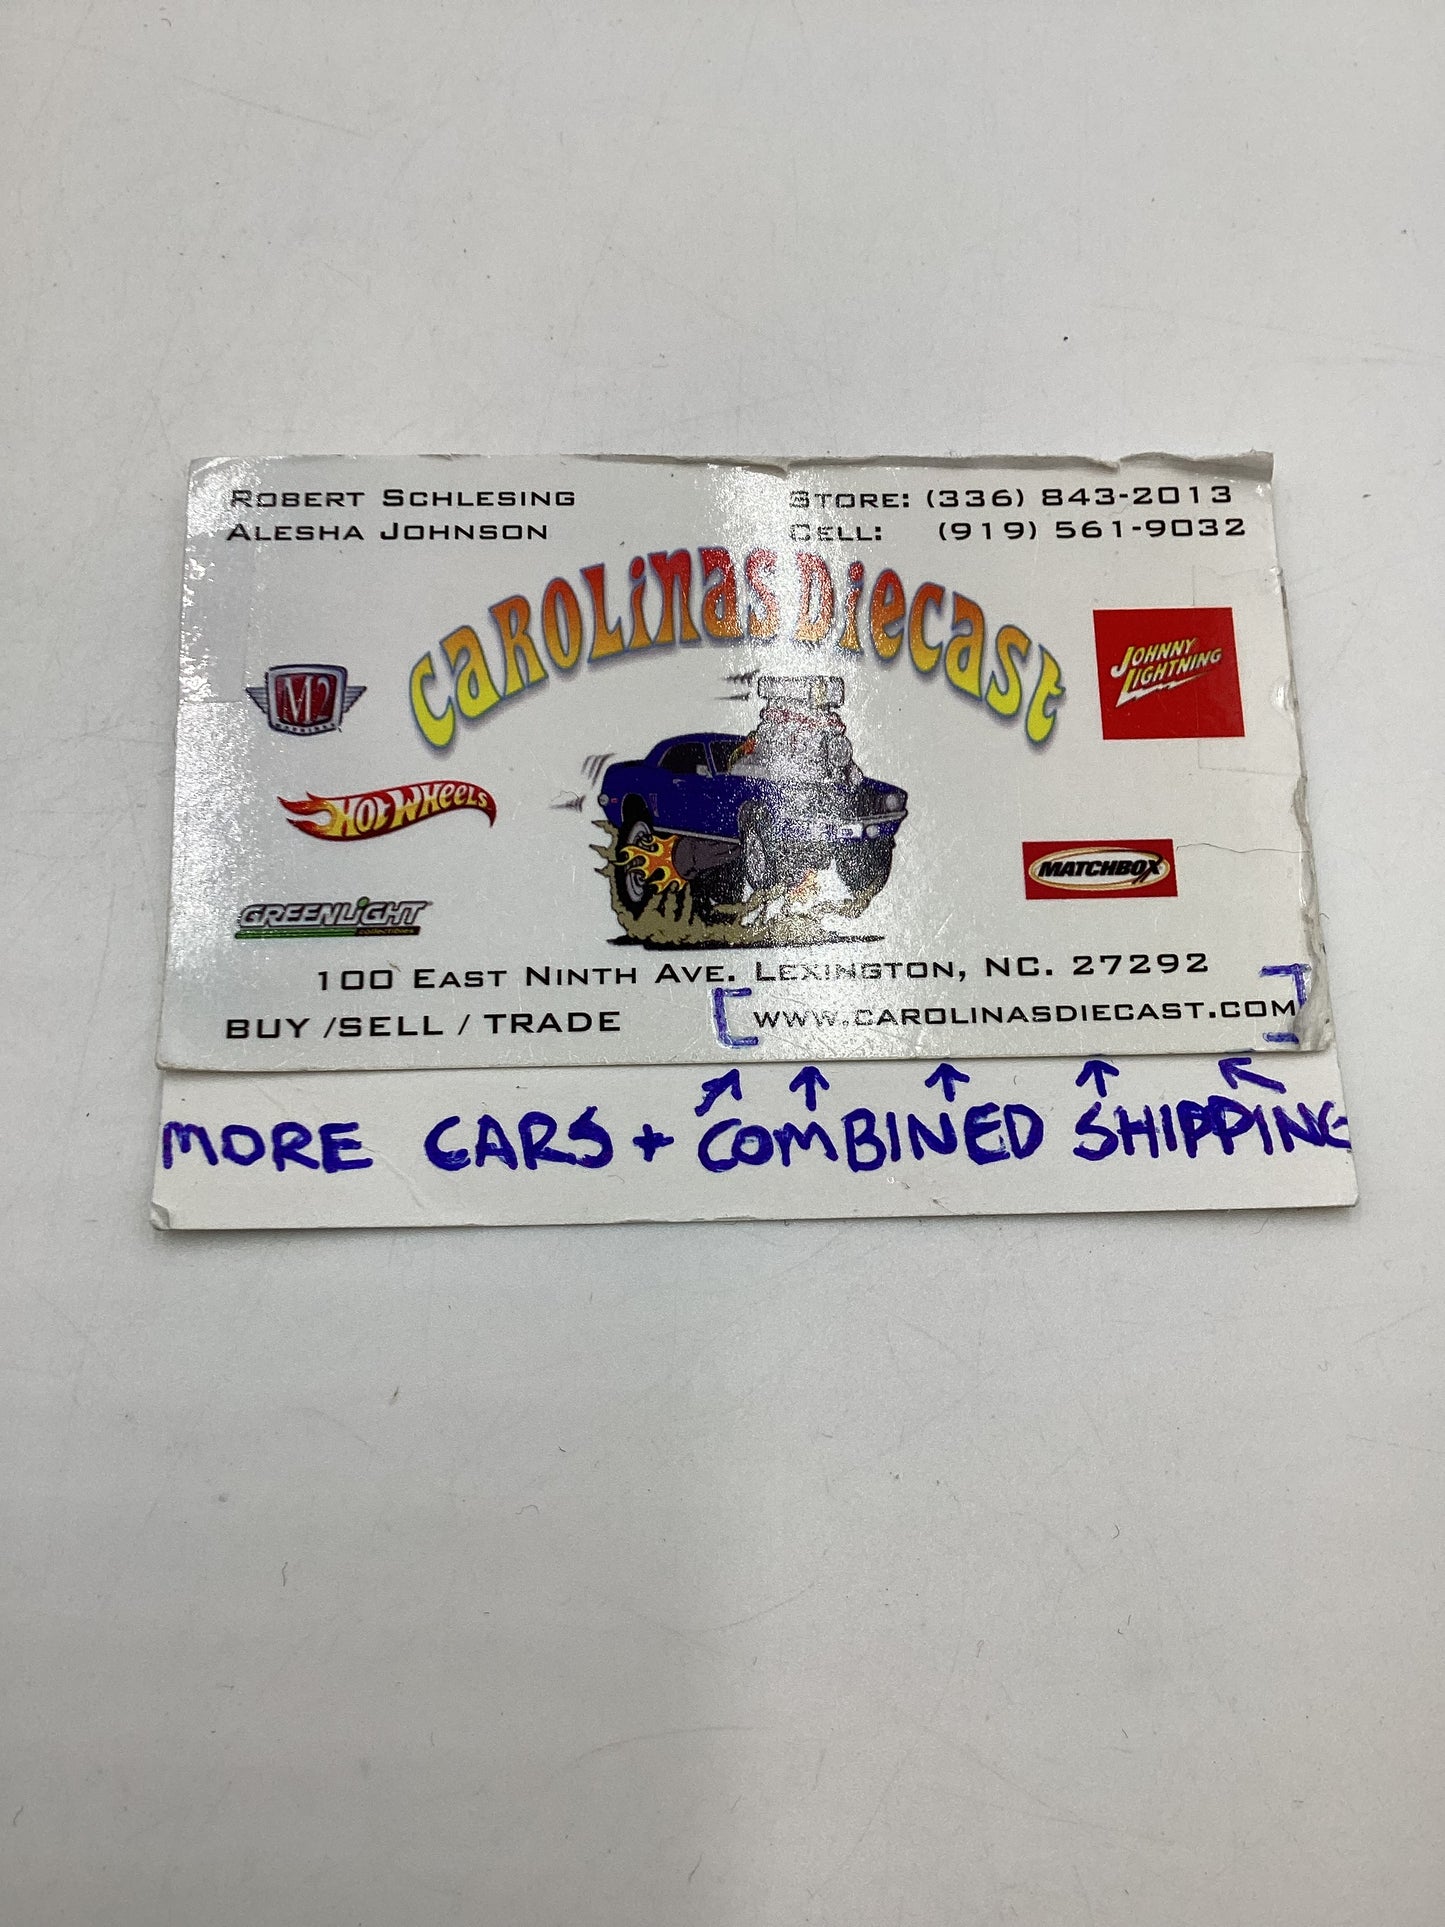 ROBERT SCHLESING
ALESHA JOHNSON
STORE: (336) 843-2013
CELL: (919) 561-9032
CAROLINAS DIECAST
M2
JOHNNY
LIGHTNING
HOT WHEELS
MATCHBOX
GREENLIGHT
collectibles
100 EAST NINTH AVE. LEXINGTON, NC. 27292
BUY /SELL / TRADE
WWW.CAROLINASDIECAST.COM
MORE CARS + COMBINED SHIPPING